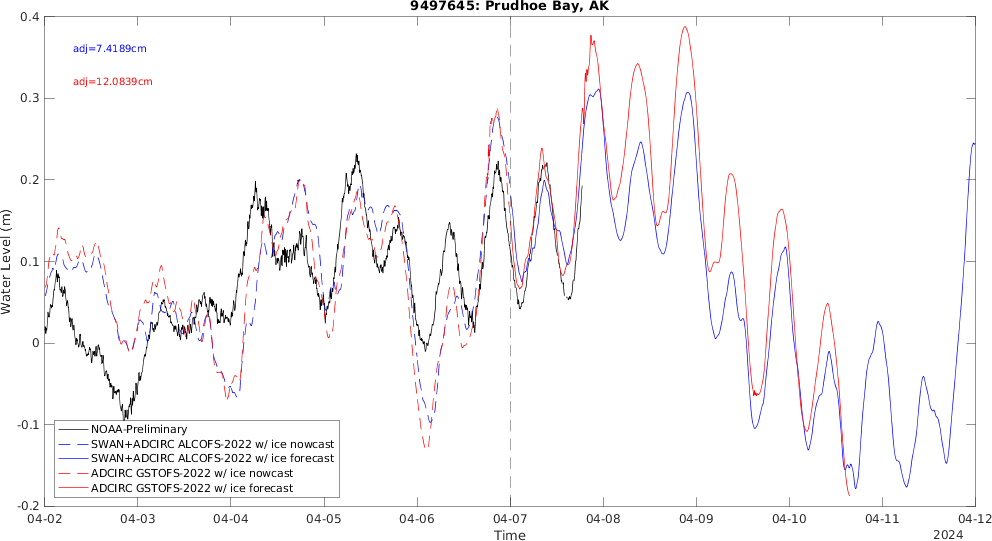 9497645: Prudhoe Bay, AK
adj=7.4189cm
adj=12.0839cm
Water Level (m)
0.4
0.3
0.2
0.1
0
-0.1
-0.2
NOAA-Preliminary
SWAN+ADCIRC ALCOFS-2022 w/ ice nowcast
SWAN+ADCIRC ALCOFS-2022 w/ ice forecast
ADCIRC GSTOFS-2022 w/ ice nowcast
ADCIRC GSTOFS-2022 w/ ice forecast
04-02 04-03 04-04 04-05 04-06 04-07 04-08 04-09 04-10 04-11 04-12
Time
2024